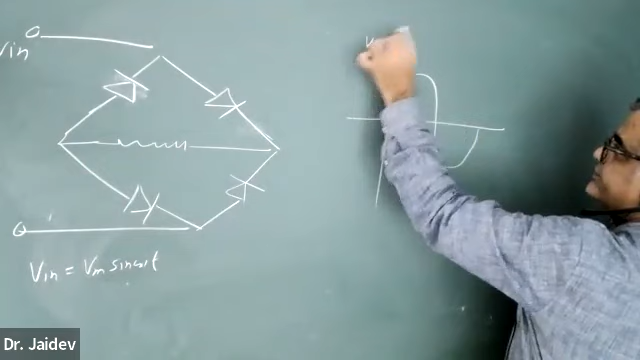 Vin
Vin = Vm sinωt
Dr. Jaidev